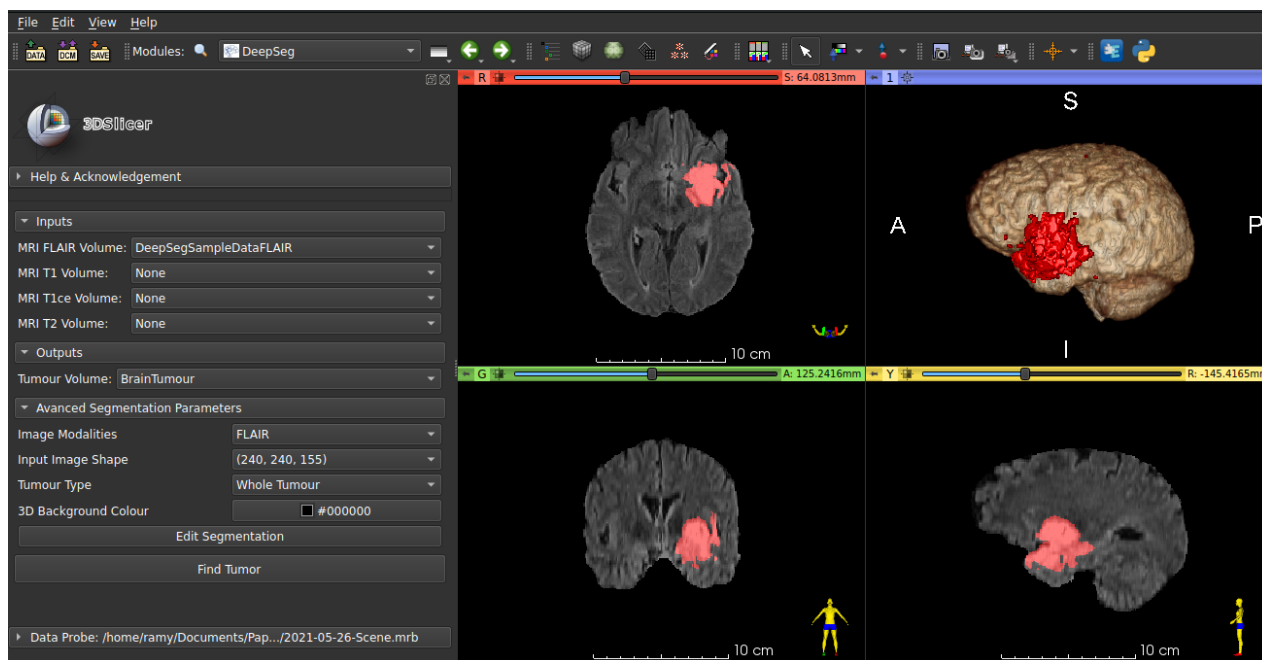 File Edit View Help
DATA DCM SAVE Modules: DeepSeg
R S: 64.0813mm 1
3DSlicer
Help & Acknowledgement
Inputs
MRI FLAIR Volume: DeepSegSampleDataFLAIR
MRI T1 Volume: None
MRI T1ce Volume: None
MRI T2 Volume: None
Outputs
Tumour Volume: BrainTumour
Avanced Segmentation Parameters
Image Modalities FLAIR
Input Image Shape (240, 240, 155)
Tumour Type Whole Tumour
3D Background Colour #000000
Edit Segmentation
Find Tumor
Data Probe: /home/ramy/Documents/Pap.../2021-05-26-Scene.mrb
10 cm
S
A
P
I
G A: 125.2416mm
10 cm
Y R: -145.4165mm
10 cm